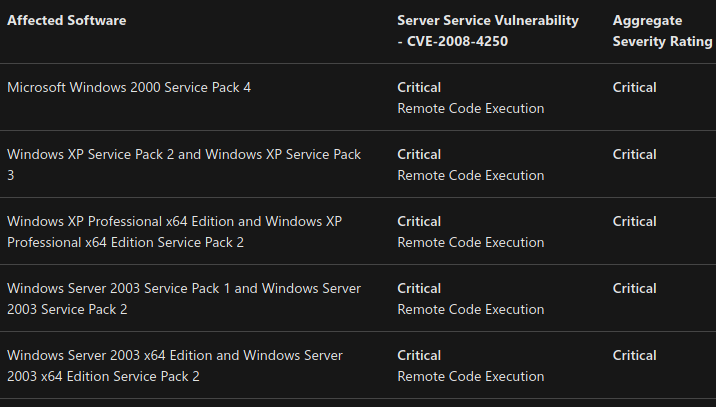 Affected Software
Server Service Vulnerability
- CVE-2008-4250
Aggregate
Severity Rating
Microsoft Windows 2000 Service Pack 4
Critical
Remote Code Execution
Critical
Windows XP Service Pack 2 and Windows XP Service Pack
3
Critical
Remote Code Execution
Critical
Windows XP Professional x64 Edition and Windows XP
Professional x64 Edition Service Pack 2
Critical
Remote Code Execution
Critical
Windows Server 2003 Service Pack 1 and Windows Server
2003 Service Pack 2
Critical
Remote Code Execution
Critical
Windows Server 2003 x64 Edition and Windows Server
2003 x64 Edition Service Pack 2
Critical
Remote Code Execution
Critical